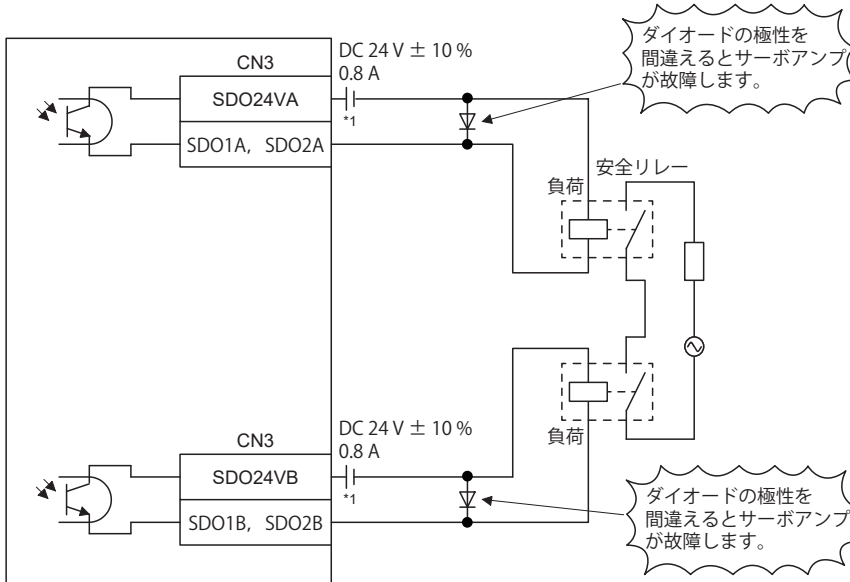 DC 24 V ± 10 %
0.8 A
*1
CN3
SDO24VA
SDO1A, SDO2A
ダイオードの極性を
間違えるとサーボアンプ
が故障します。
安全リレー
負荷
負荷
DC 24 V ± 10 %
0.8 A
*1
CN3
SDO24VB
SDO1B, SDO2B
ダイオードの極性を
間違えるとサーボアンプ
が故障します。